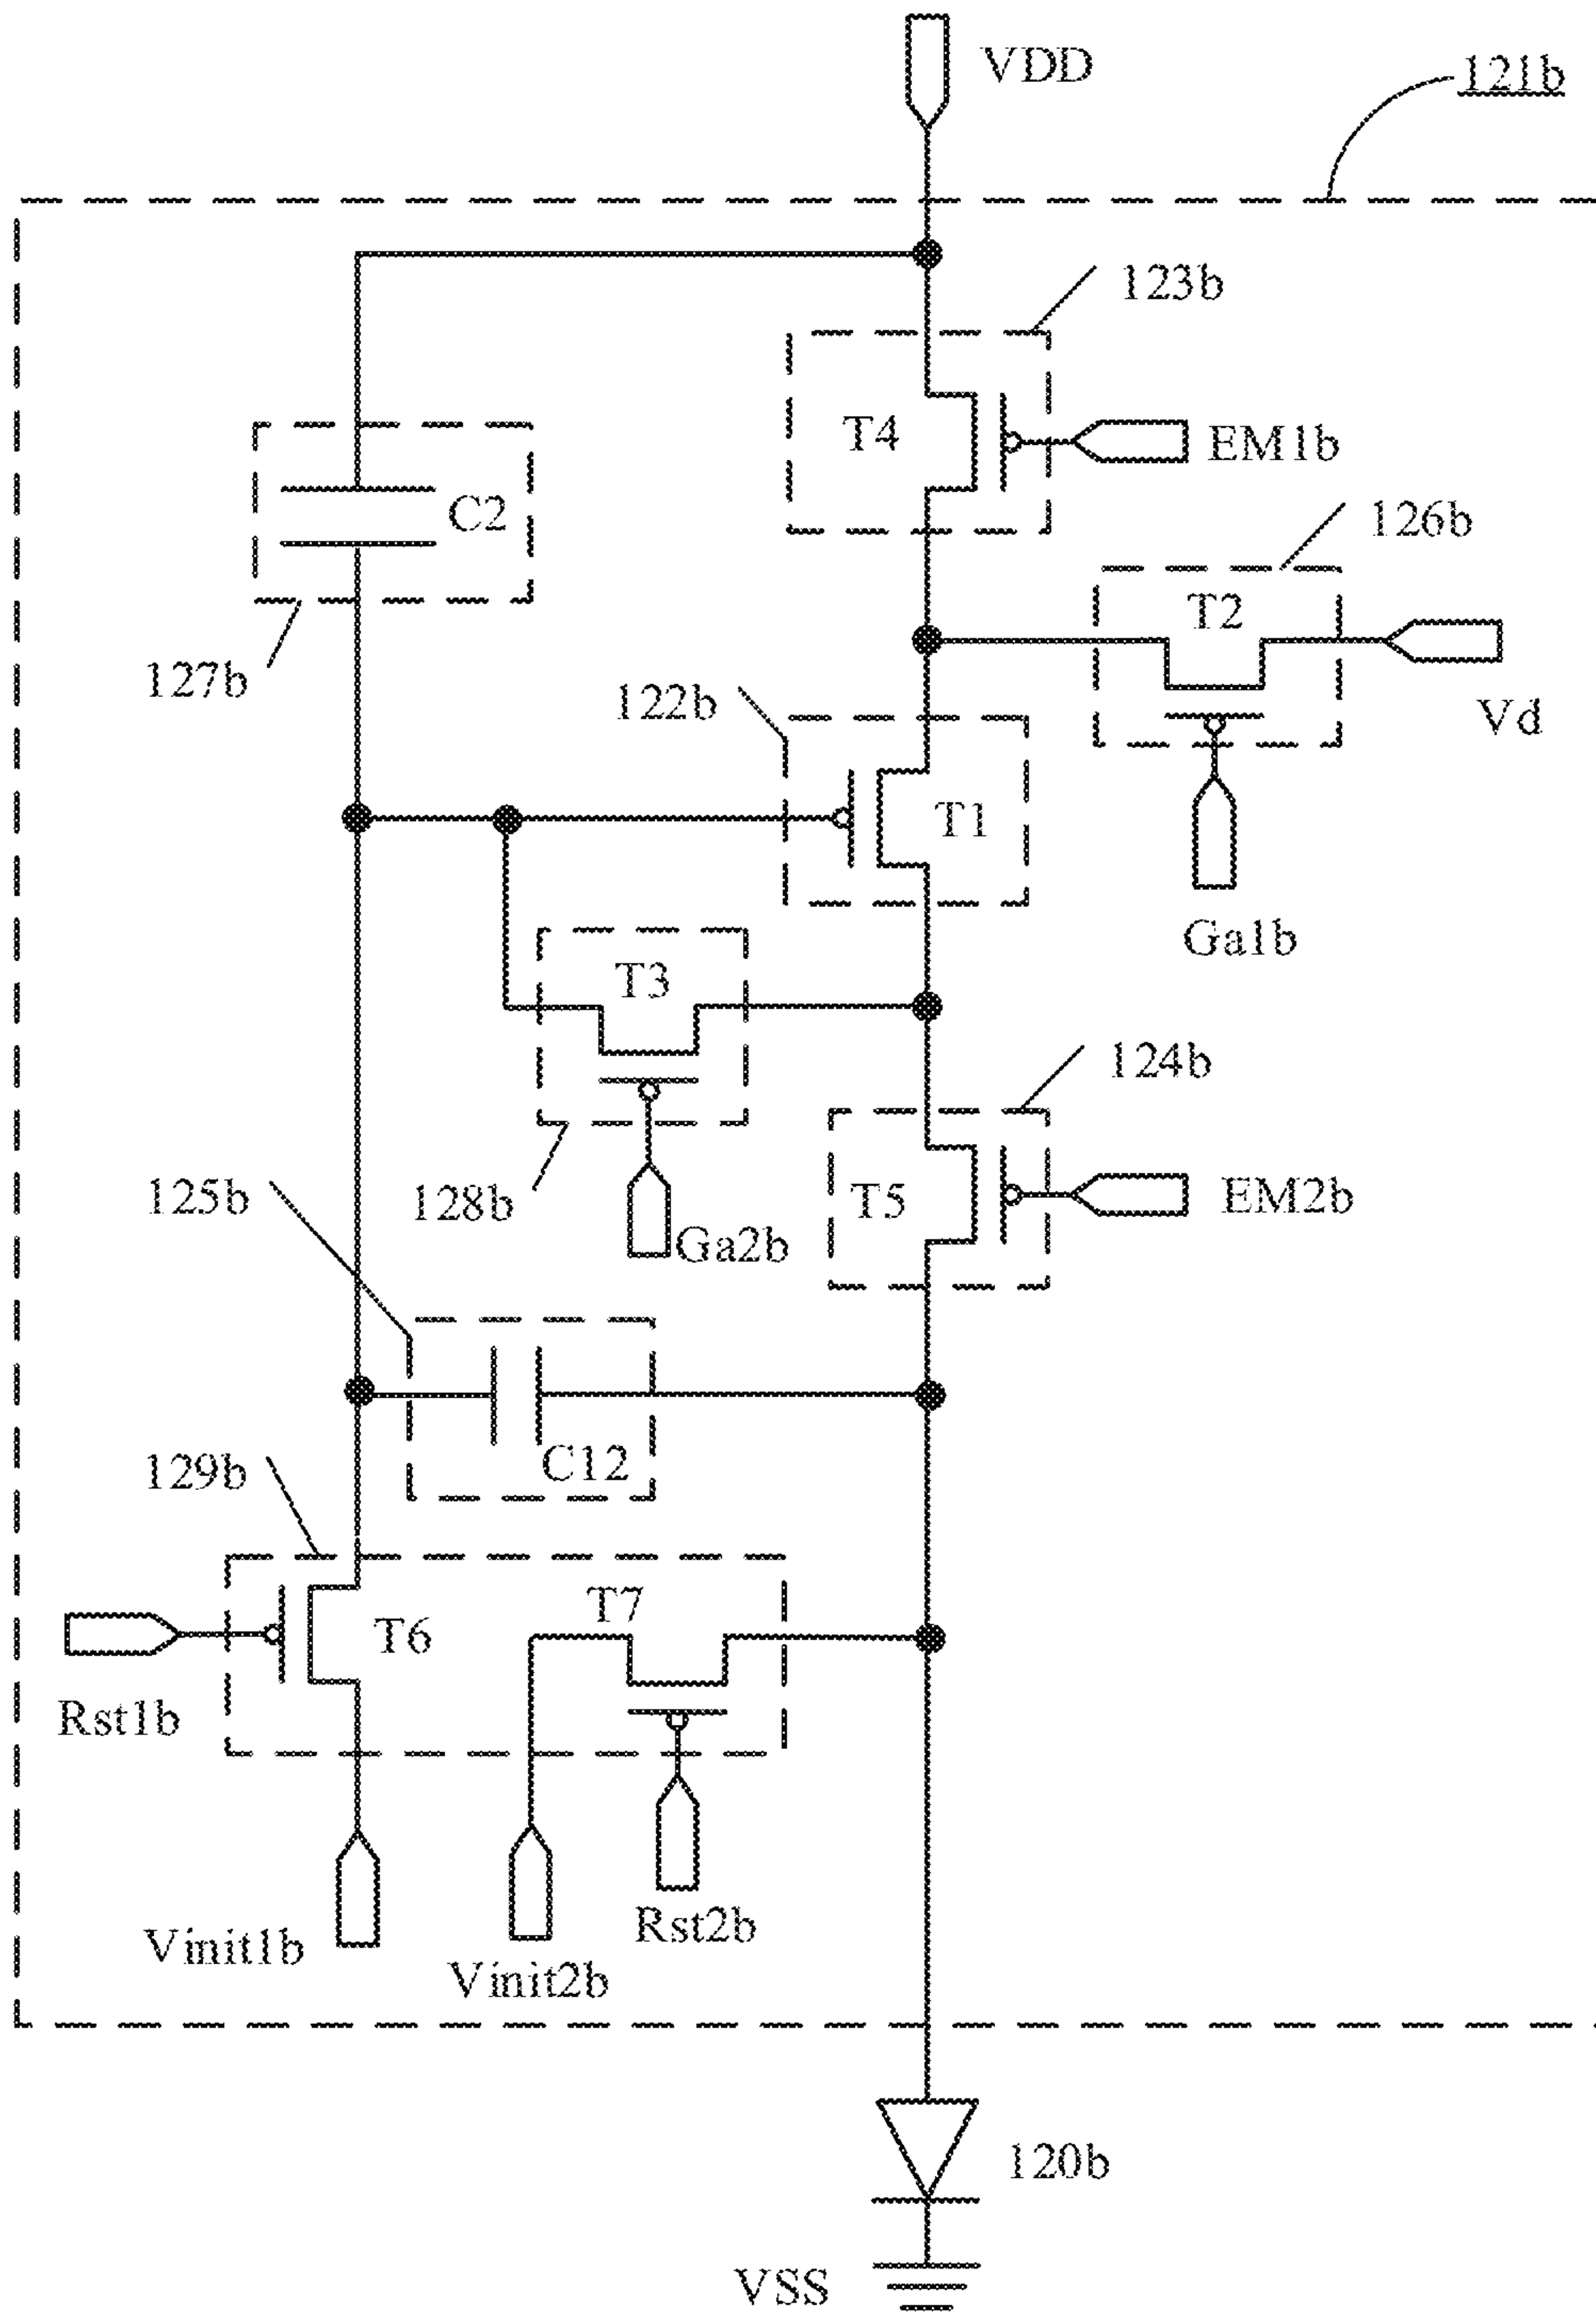 VDD
121b
123b
T4
EM1b
C2
126b
T2
127b
122b
Vd
T1
Ga1b
T3
124b
125b
128b
T5
EM2b
Ga2b
C12
129b
T7
T6
Rst1b
Rst2b
Vinit1b
Vinit2b
120b
VSS